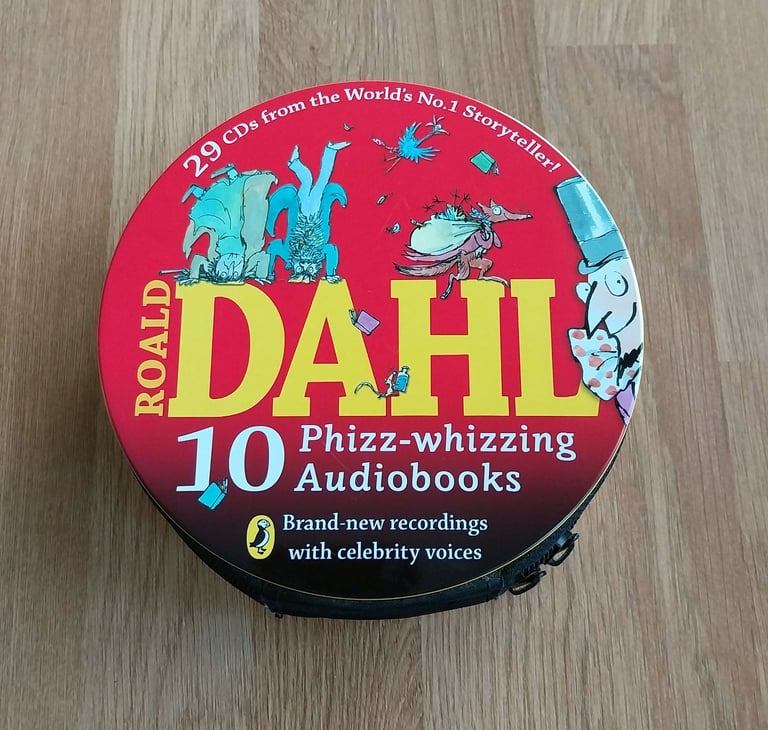 29 CDs from the World's No.1 Storyteller!
ROALD
DAHL
10 Phizz-whizzing
Audiobooks
Brand-new recordings
with celebrity voices